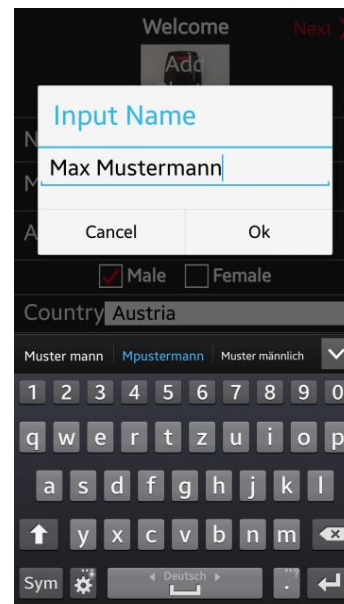 Welcome
Next
Add
Input Name
N
Max Mustermann
M
A
Cancel Ok
Male Female
Country Austria
Muster mann Mpustermann Muster männlich
1 2 3 4 5 6 7 8 9 0
q w e r t z u i o p
a s d f g h j k l
y x c v b n m
Sym Deutsch .